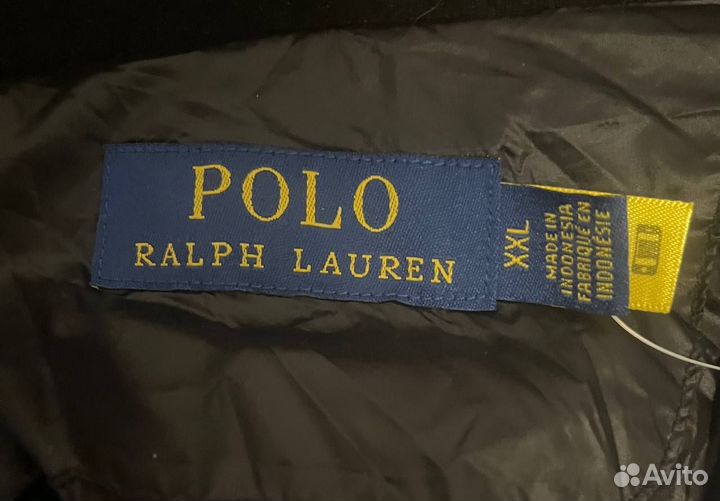 POLO
RALPH LAUREN
XXL
MADE IN
INDONESIA
FABRIQUÉ EN
INDONÉSIE
Avito